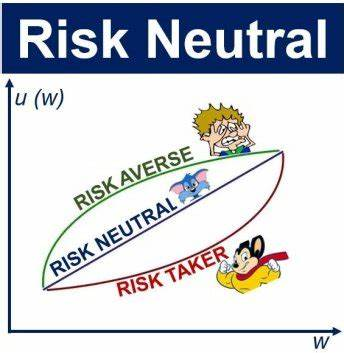 Risk Neutral
u (w)
RISK AVERSE
RISK NEUTRAL
RISK TAKER
w